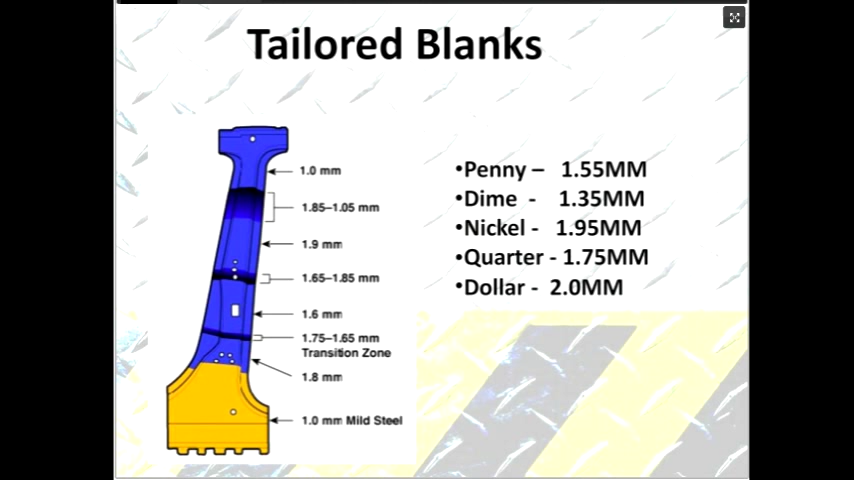 Tailored Blanks
1.0 mm
1.85–1.05 mm
1.9 mm
1.65–1.85 mm
1.6 mm
1.75–1.65 mm
Transition Zone
1.8 mm
1.0 mm Mild Steel
•Penny – 1.55MM
•Dime - 1.35MM
•Nickel - 1.95MM
•Quarter - 1.75MM
•Dollar - 2.0MM